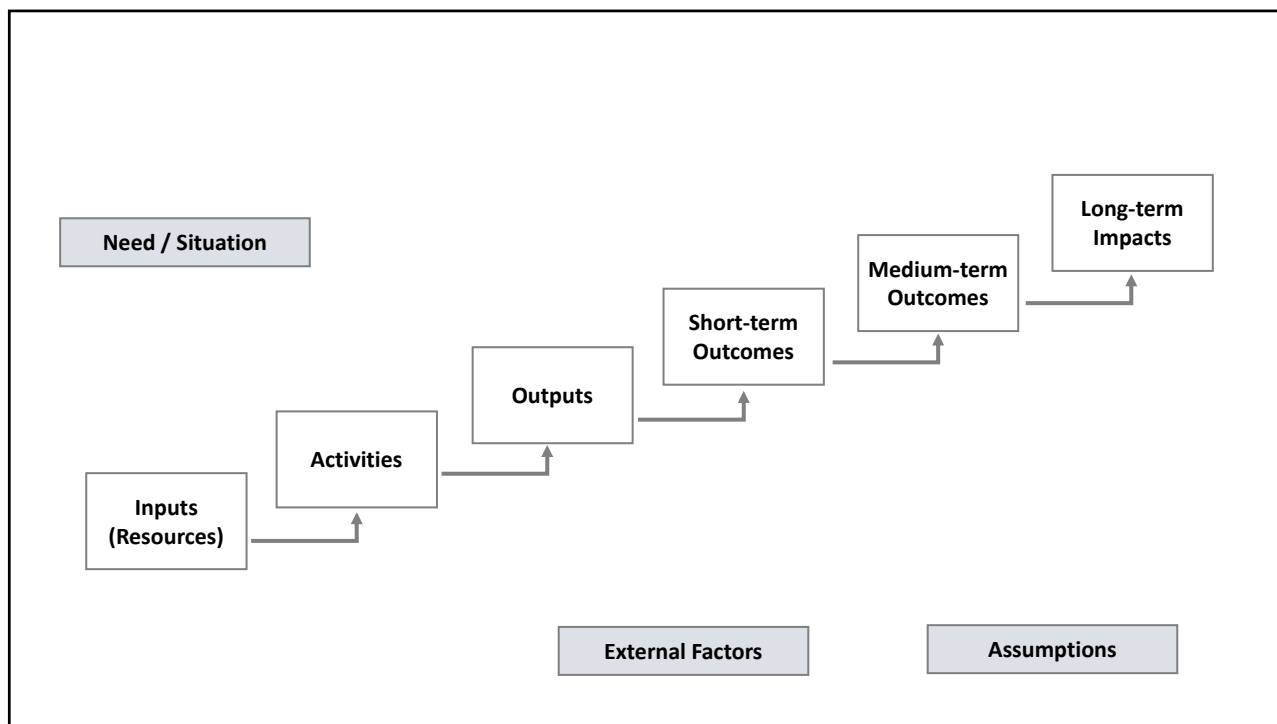 Need / Situation
Inputs
(Resources)
Activities
Outputs
Short-term
Outcomes
Medium-term
Outcomes
Long-term
Impacts
External Factors
Assumptions